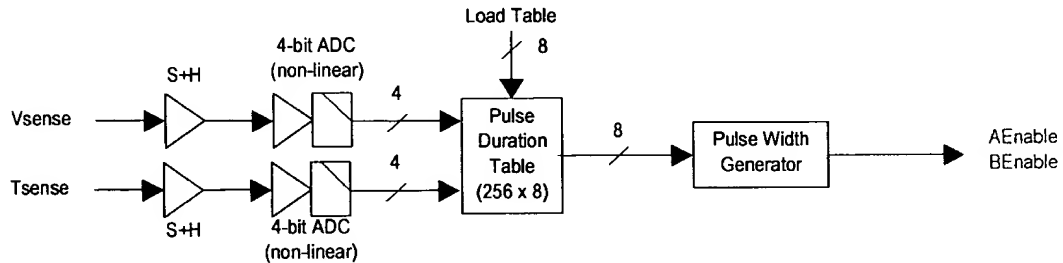 Load Table
8
4-bit ADC
(non-linear)
S+H
4
Vsense
Pulse
Duration
Table
(256 x 8)
8
Pulse Width
Generator
AEnable
BEnable
4
Tsense
S+H
4-bit ADC
(non-linear)